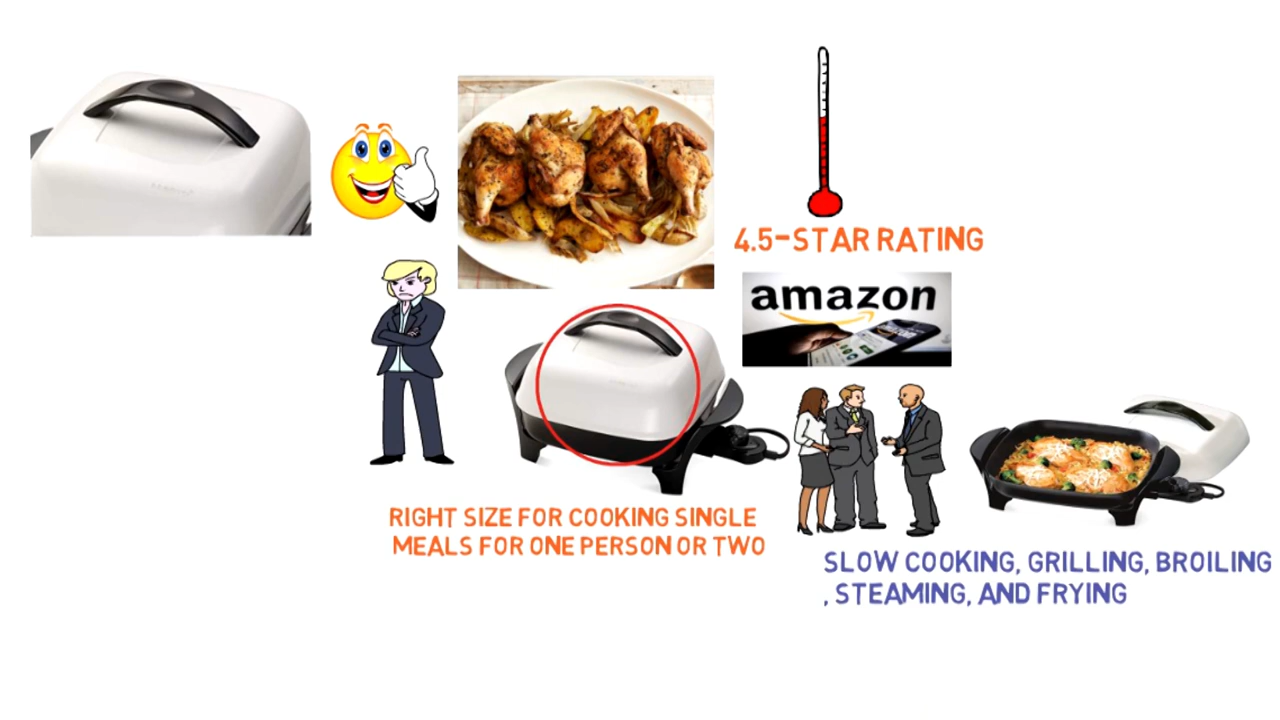 4.5-STAR RATING
amazon
RIGHT SIZE FOR COOKING SINGLE
MEALS FOR ONE PERSON OR TWO
SLOW COOKING, GRILLING, BROILING
, STEAMING, AND FRYING